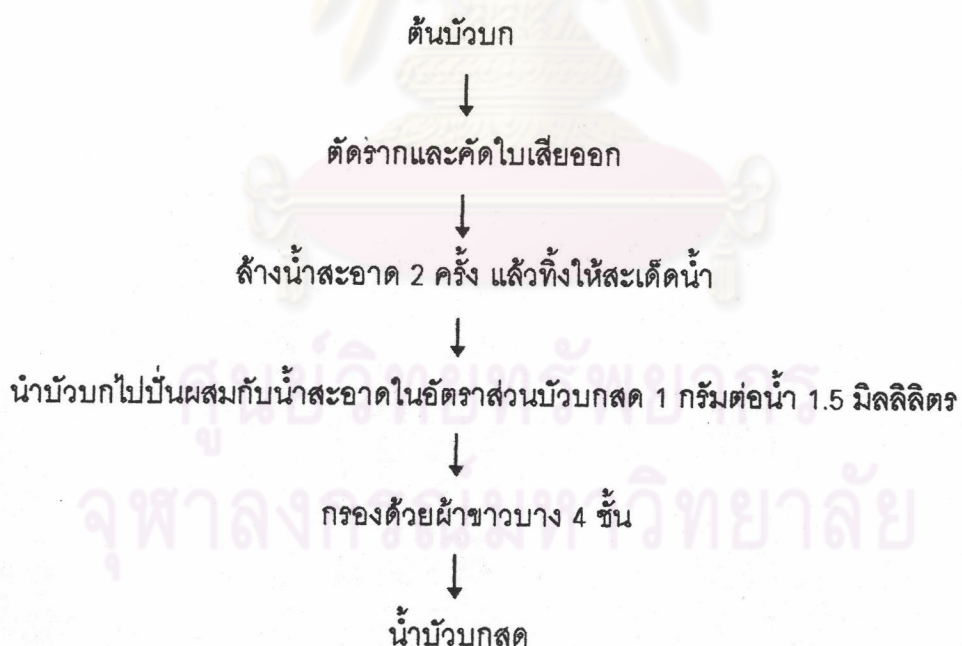 ต้นบัวบก
ตัดรากและคัดใบเสียออก
ล้างน้ำสะอาด 2 ครั้ง แล้วทิ้งให้สะเด็ดน้ำ
ศูนย์วิทยทรัพยากร
นำบัวบกไปปั่นผสมกับน้ำสะอาดในอัตราส่วนบัวบกสด 1 กรัมต่อน้ำ 1.5 มิลลิลิตร
กรองด้วยผ้าขาวบาง 4 ชั้น
จุฬาลงกรณ์มหาวิทยาลัย
น้ำบัวบกสด